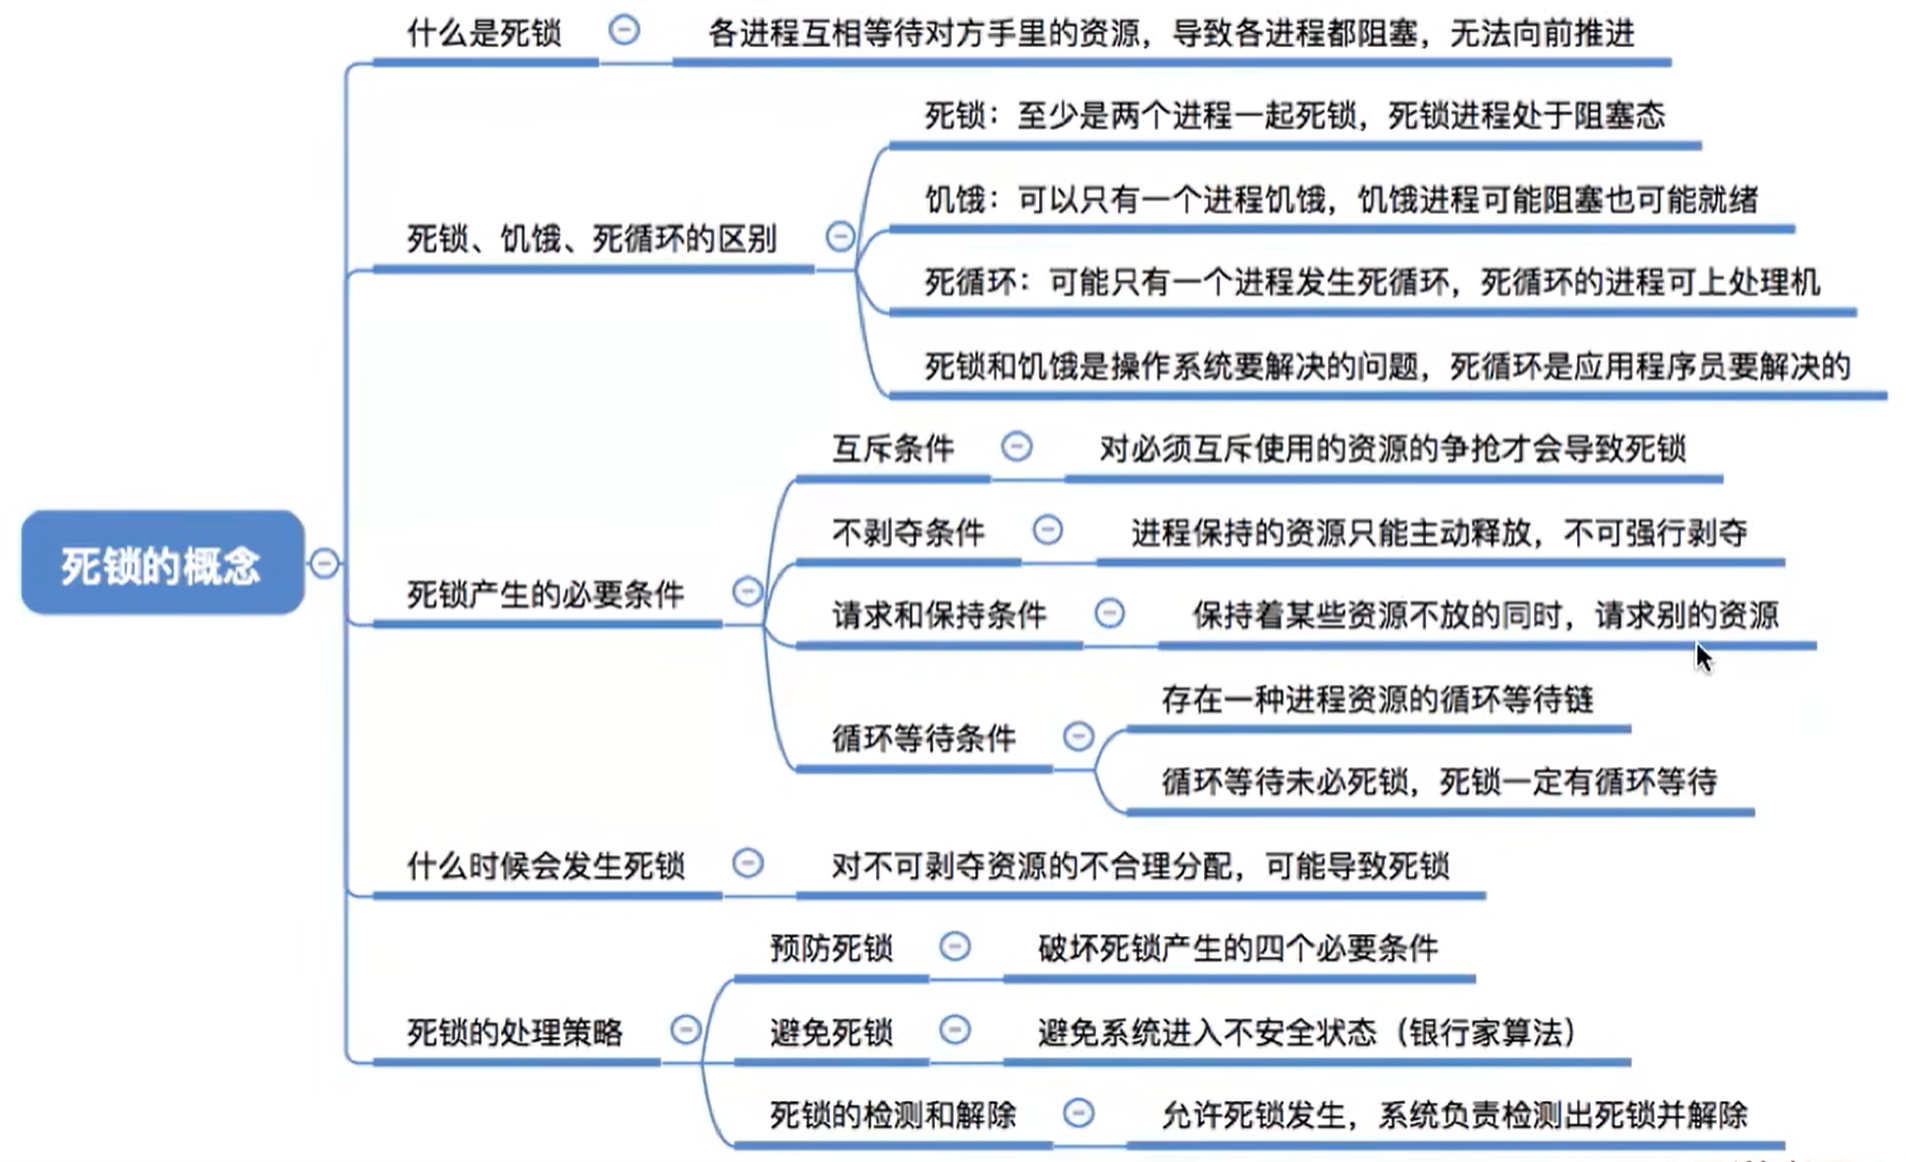 什么是死锁
各进程互相等待对方手里的资源，导致各进程都阻塞，无法向前推进
死锁、饥饿、死循环的区别
死锁：至少是两个进程一起死锁，死锁进程处于阻塞态
饥饿：可以只有一个进程饥饿，饥饿进程可能阻塞也可能就绪
死循环：可能只有一个进程发生死循环，死循环的进程可上处理机
死锁和饥饿是操作系统要解决的问题，死循环是应用程序员要解决的
死锁的概念
死锁产生的必要条件
互斥条件
对必须互斥使用的资源的争抢才会导致死锁
不剥夺条件
进程保持的资源只能主动释放，不可强行剥夺
请求和保持条件
保持着某些资源不放的同时，请求别的资源
循环等待条件
存在一种进程资源的循环等待链
循环等待未必死锁，死锁一定有循环等待
什么时候会发生死锁
对不可剥夺资源的不合理分配，可能导致死锁
死锁的处理策略
预防死锁
破坏死锁产生的四个必要条件
避免死锁
避免系统进入不安全状态（银行家算法）
死锁的检测和解除
允许死锁发生，系统负责检测出死锁并解除